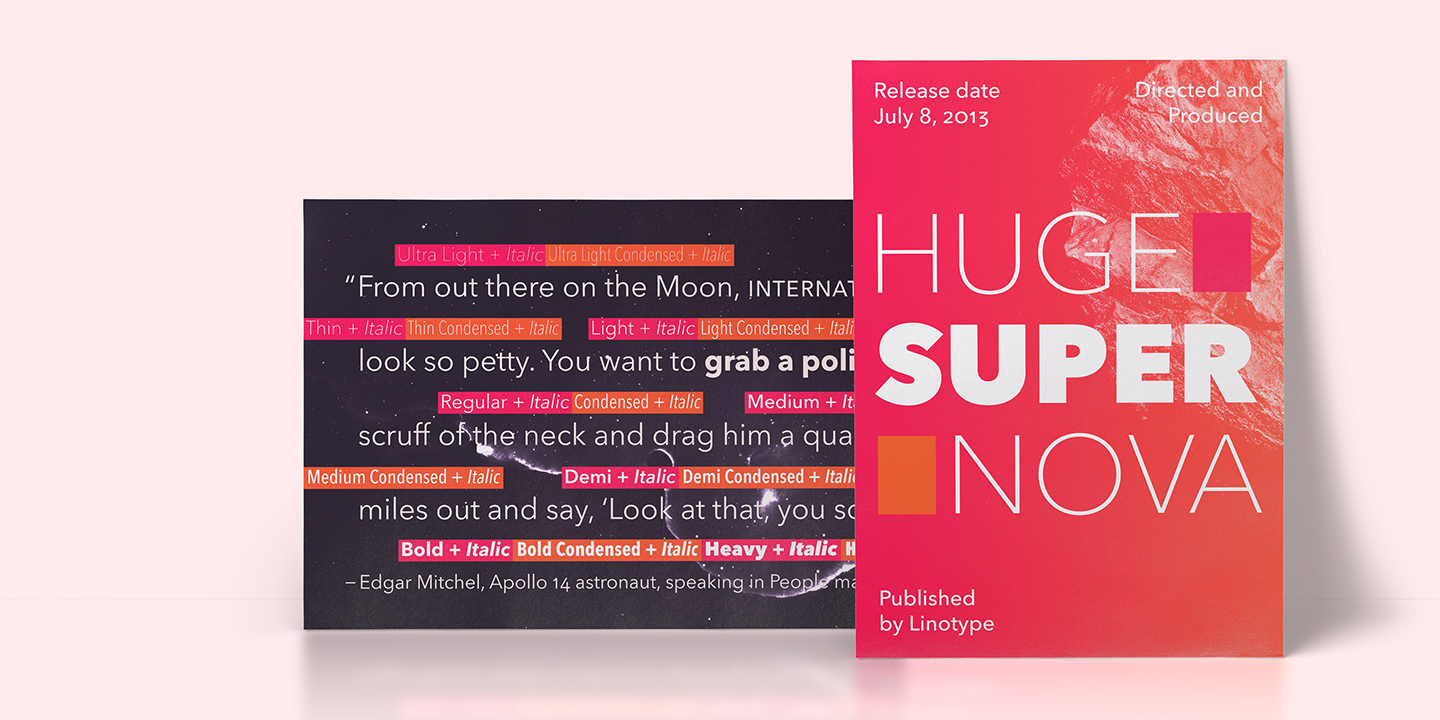 Ultra Light + Italic Ultra Light Condensed + Italic
“From out there on the Moon, INTERNAT
Thin + Italic Thin Condensed + Italic Light + Italic Light Condensed + Italic
look so petty. You want to grab a poli
Regular + Italic Condensed + Italic Medium + It
scruff of the neck and drag him a qua
Medium Condensed + Italic Demi + Italic Demi Condensed + Italic
miles out and say, ‘Look at that, you so
Bold + Italic Bold Condensed + Italic Heavy + Italic H
– Edgar Mitchel, Apollo 14 astronaut, speaking in People ma
Release date
July 8, 2013
Directed and
Produced
HUGE
SUPER
NOVA
Published
by Linotype